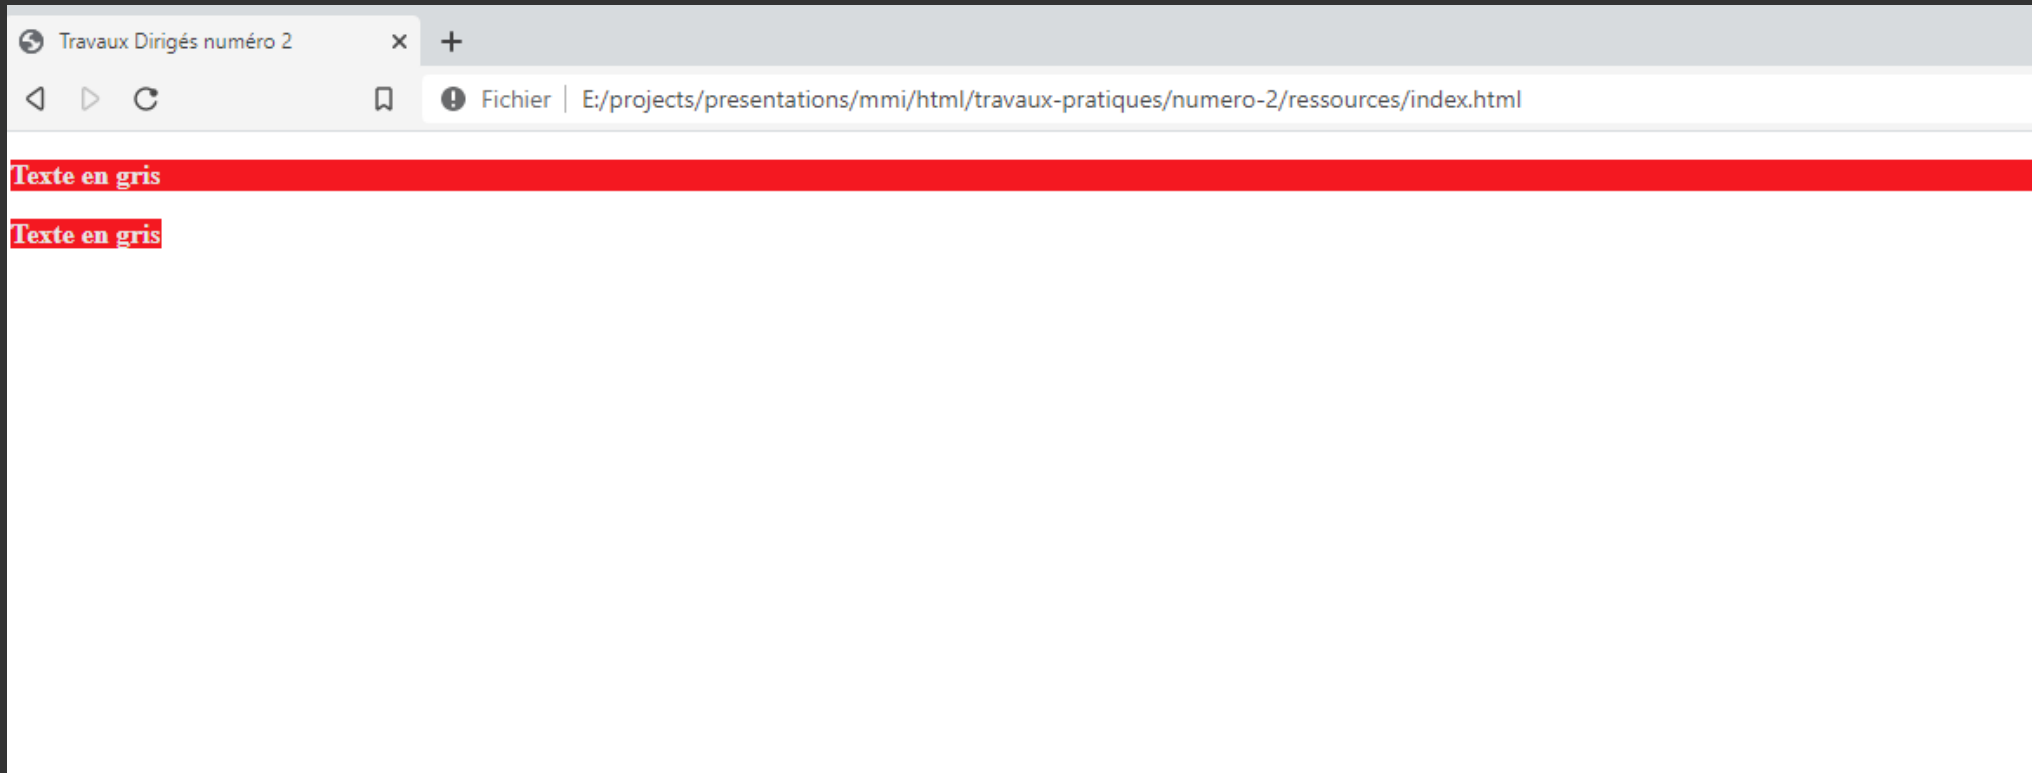 Travaux Dirigés numéro 2
Fichier E:/projects/presentations/mmi/html/travaux-pratiques/numero-2/ressources/index.html
Texte en gris
Texte en gris